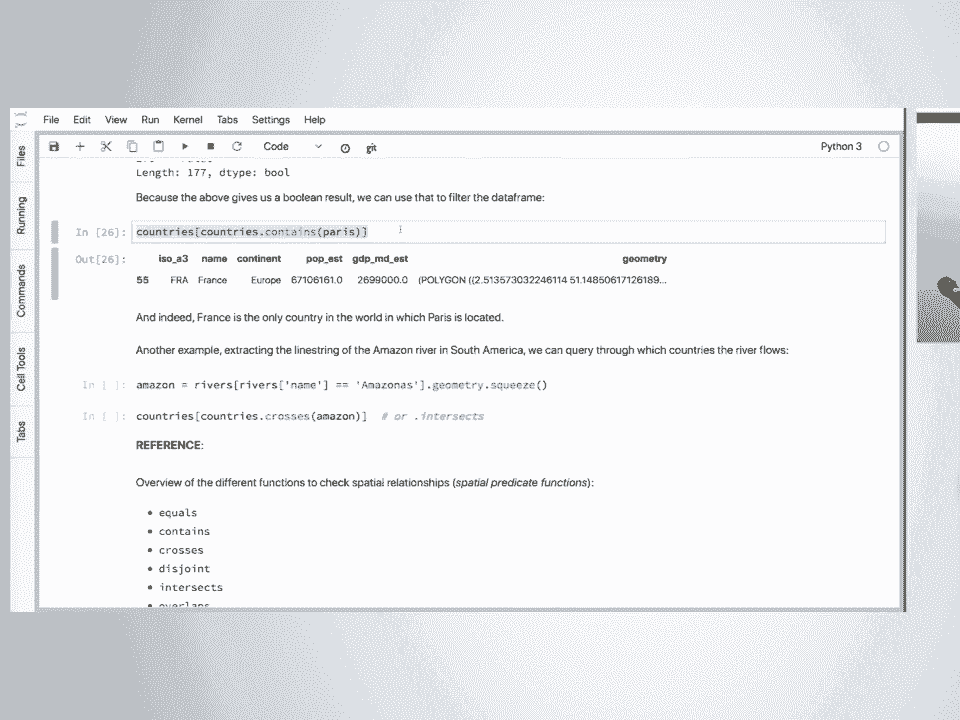 File Edit View Run Kernel Tabs Settings Help
Code git Python 3
Files
Running
Commands
Cell Tools
Tabs
Length: 177, dtype: bool
Because the above gives us a boolean result, we can use that to filter the dataframe:
In [26]: countries[countries.contains(paris)]
Out[26]: iso_a3 name continent pop_est gdp_md_est geometry
55 FRA France Europe 67106161.0 2699000.0 (POLYGON ((2.513573032246114 51.14850617126189...
And indeed, France is the only country in the world in which Paris is located.
Another example, extracting the linestring of the Amazon river in South America, we can query through which countries the river flows:
In [ ]: amazon = rivers[rivers['name'] == 'Amazonas'].geometry.squeeze()
In [ ]: countries[countries.crosses(amazon)] # or .intersects
REFERENCE:
Overview of the different functions to check spatial relationships (spatial predicate functions):
• equals
• contains
• crosses
• disjoint
• intersects
• overlaps